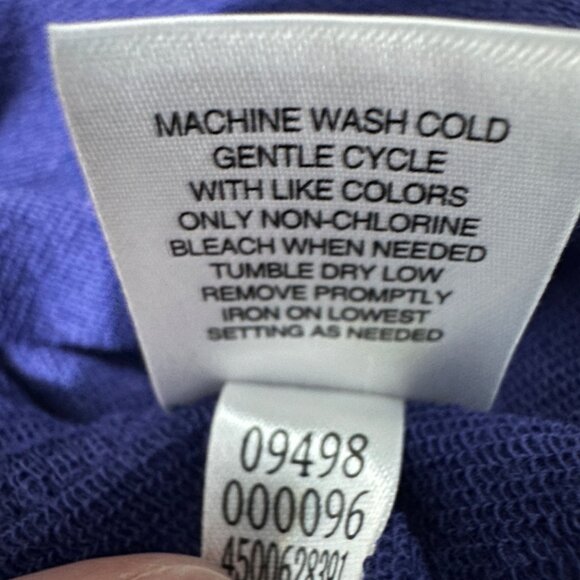 MACHINE WASH COLD
GENTLE CYCLE
WITH LIKE COLORS
ONLY NON-CHLORINE
BLEACH WHEN NEEDED
TUMBLE DRY LOW
REMOVE PROMPTLY
IRON ON LOWEST
SETTING AS NEEDED
09498
000096
4500628391